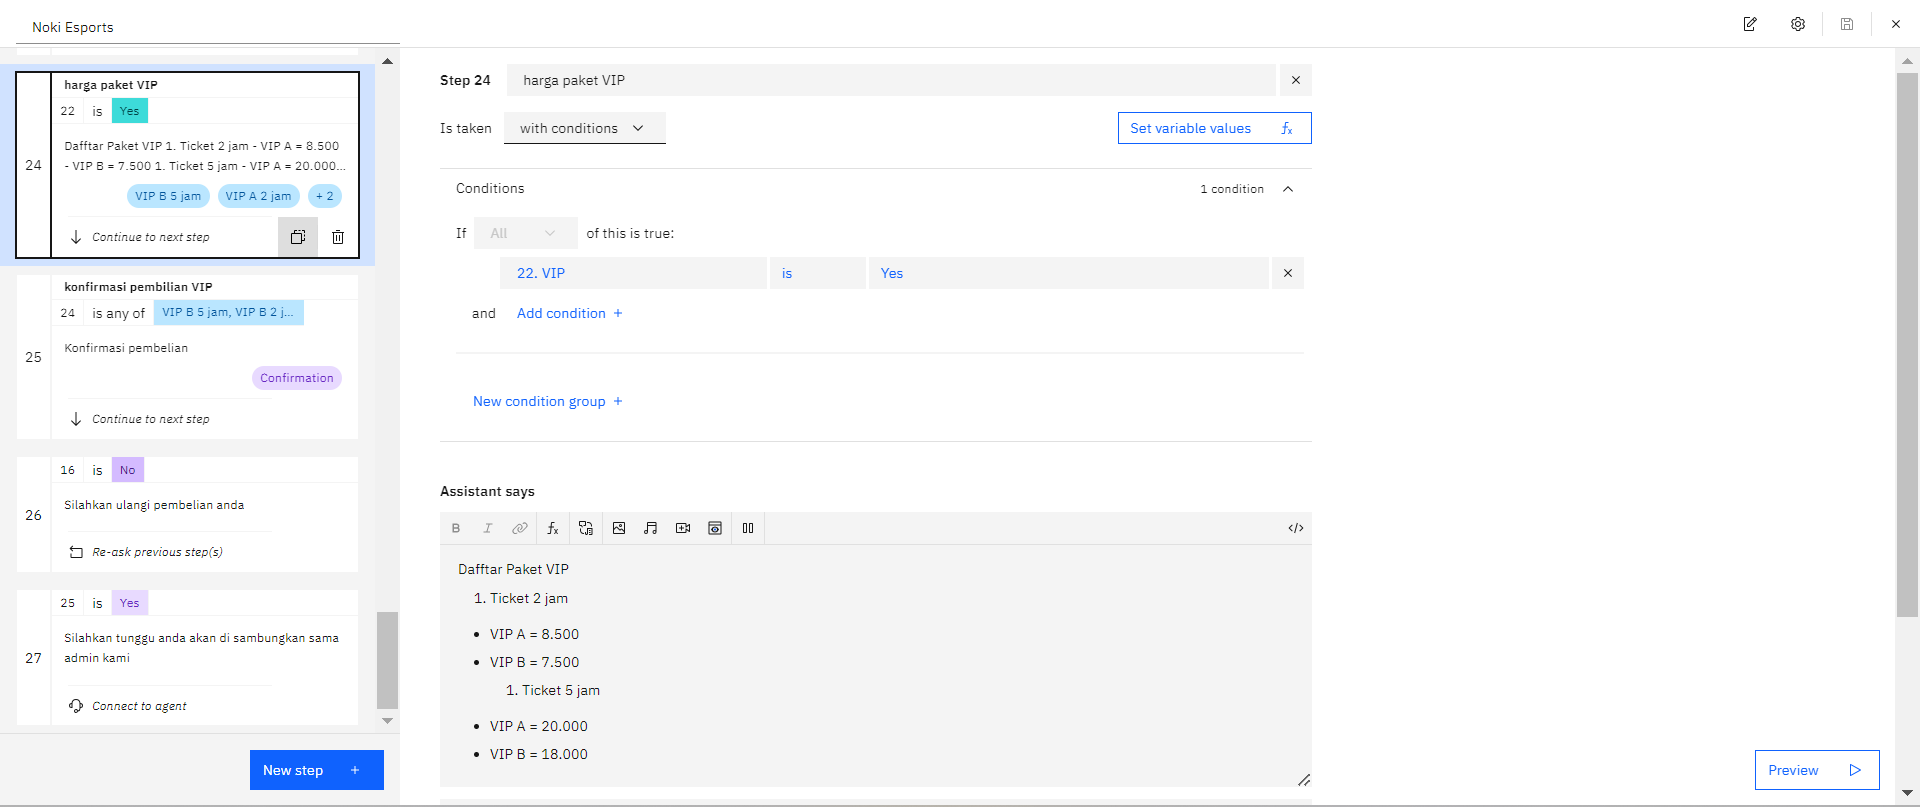 Noki Esports
harga paket VIP
22 is Yes
24
Dafftar Paket VIP 1. Ticket 2 jam - VIP A = 8.500
- VIP B = 7.500 1. Ticket 5 jam - VIP A = 20.000...
VIP B 5 jam VIP A 2 jam + 2
Continue to next step
konfirmasi pembilian VIP
24 is any of VIP B 5 jam, VIP B 2 j...
25
Konfirmasi pembelian
Confirmation
Continue to next step
16 is No
26
Silahkan ulangi pembelian anda
Re-ask previous step(s)
25 is Yes
27
Silahkan tunggu anda akan di sambungkan sama
admin kami
Connect to agent
New step +
Step 24 harga paket VIP
Is taken with conditions
Set variable values fx
Conditions 1 condition
If All of this is true:
22. VIP is Yes
and Add condition +
New condition group +
Assistant says
B I fx </>
Dafftar Paket VIP
1. Ticket 2 jam
• VIP A = 8.500
• VIP B = 7.500
1. Ticket 5 jam
• VIP A = 20.000
• VIP B = 18.000
Preview